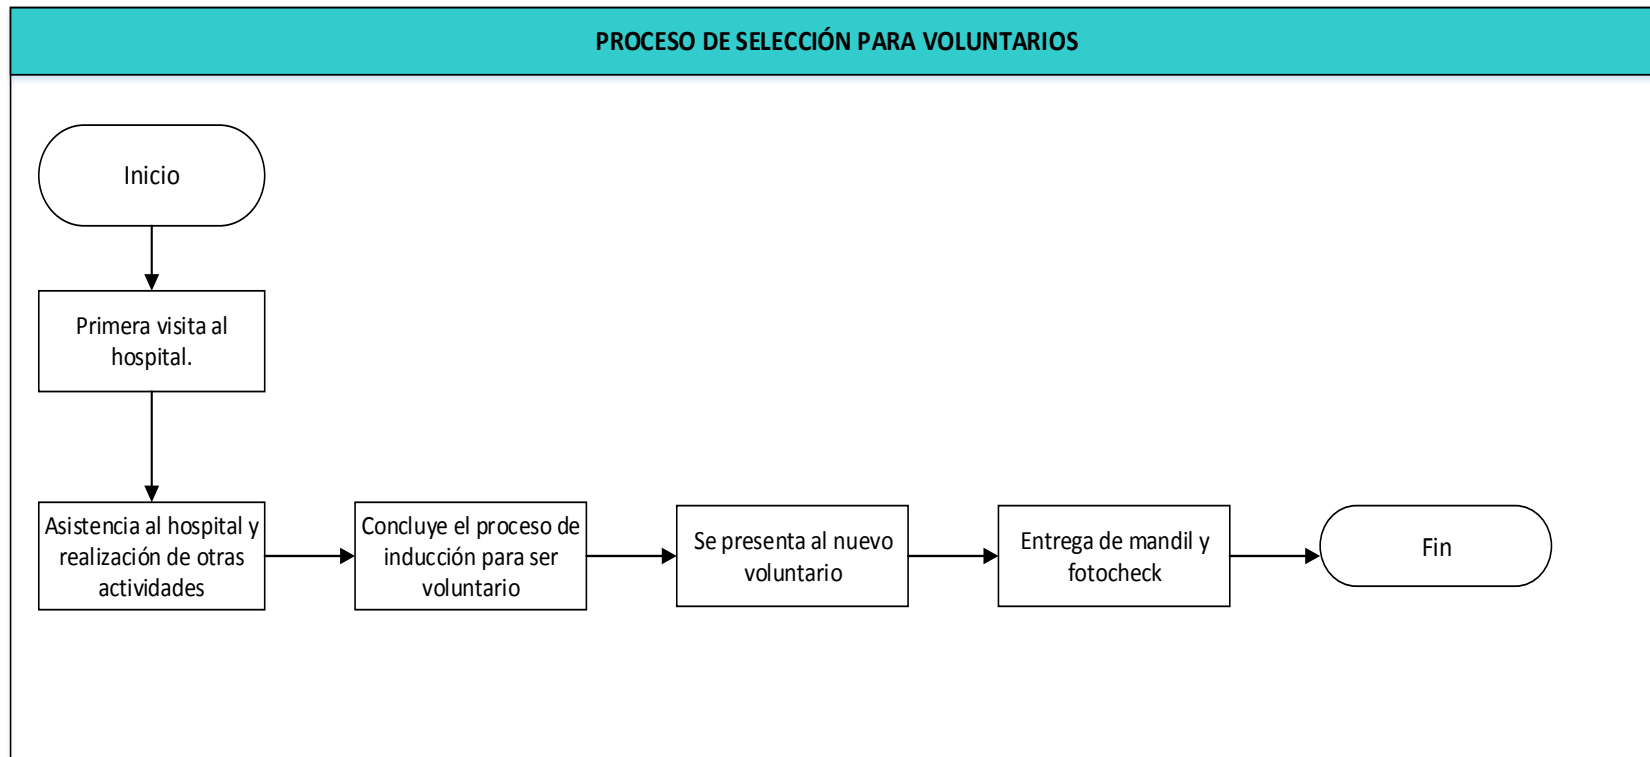 PROCESO DE SELECCIÓN PARA VOLUNTARIOS
Inicio
Primera visita al
hospital.
Asistencia al hospital y
realización de otras
actividades
Concluye el proceso de
inducción para ser
voluntario
Se presenta al nuevo
voluntario
Entrega de mandil y
fotocheck
Fin